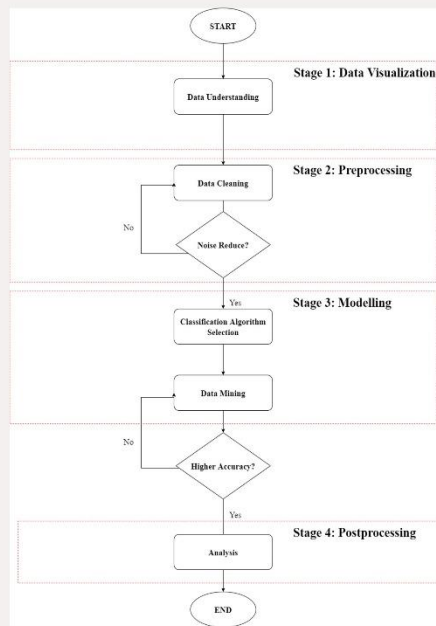 START
Stage 1: Data Visualization
Data Understanding
Stage 2: Preprocessing
Data Cleaning
No
Noise Reduce?
Yes
Stage 3: Modelling
Classification Algorithm
Selection
Data Mining
No
Higher Accuracy?
Yes
Stage 4: Postprocessing
Analysis
END